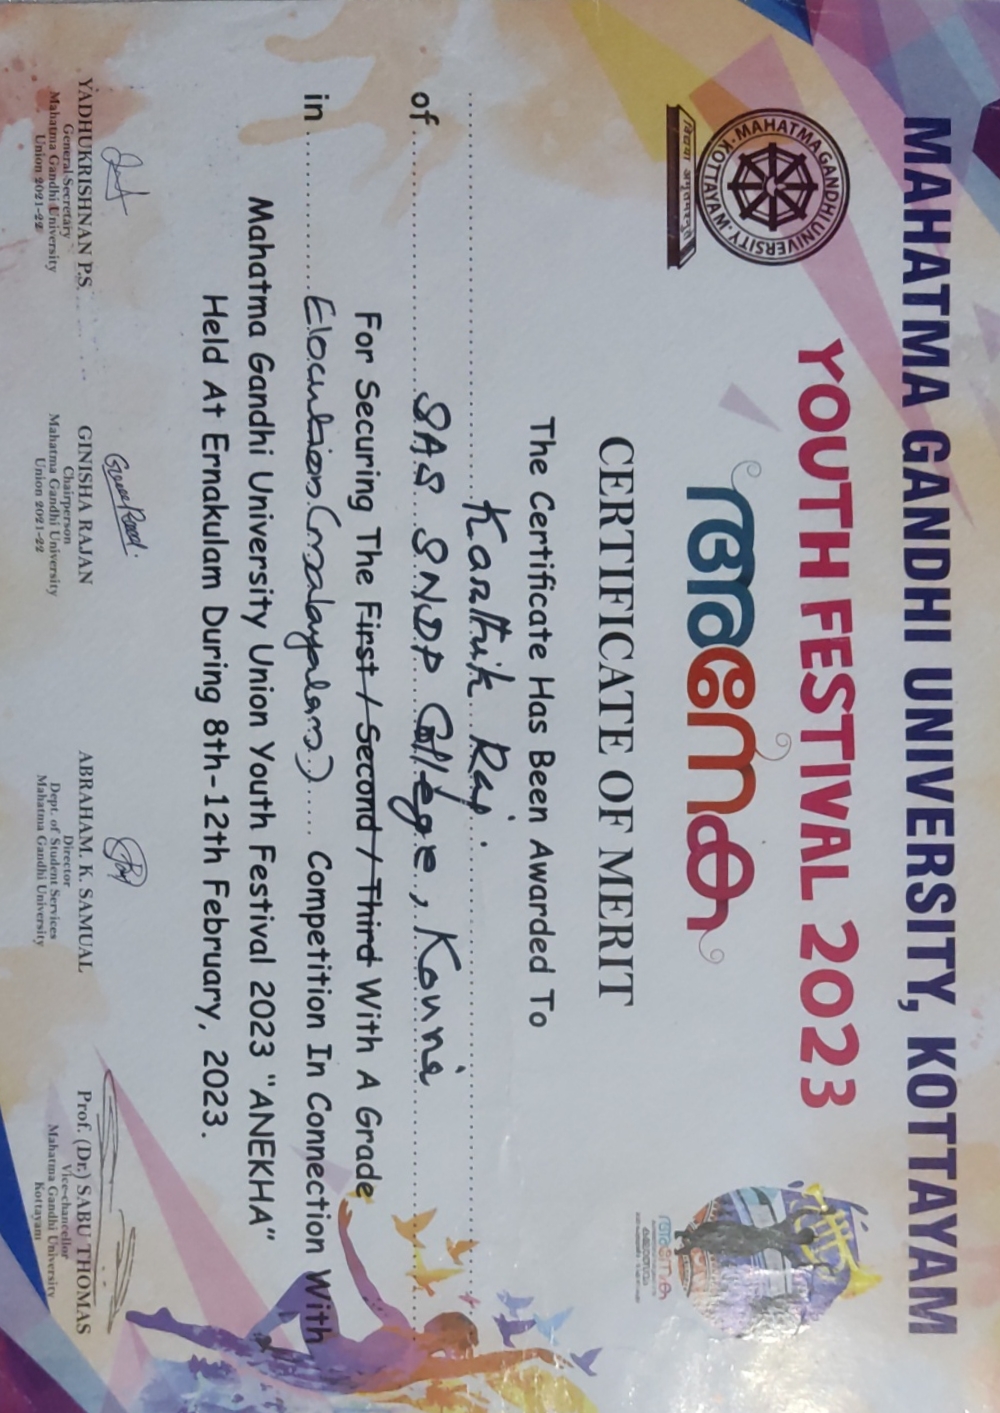 MAHATMA GANDHI UNIVERSITY, KOTTAYAM
YOUTH FESTIVAL 2023
അനേക
MAHATMA GANDHI UNIVERSITY
KOTTAYAM
विद्यया अमृतमश्नुते
അനേക
കലോത്സവം
CERTIFICATE OF MERIT
The Certificate Has Been Awarded To
Karthik Raj.
of SAS SNDP College, Konni
For Securing The First / Second / Third With A Grade
in Elocution (malayalam) Competition In Connection With
Mahatma Gandhi University Union Youth Festival 2023 "ANEKHA"
Held At Ernakulam During 8th-12th February, 2023.
YADHUKRISHNAN P.S.
General Secretary
Mahatma Gandhi University
Union 2021-22
GINISHA RAJAN
Chairperson
Mahatma Gandhi University
Union 2021-22
ABRAHAM. K. SAMUAL
Director
Dept. of Student Services
Mahatma Gandhi University
Prof. (Dr.) SABU THOMAS
Vice-chancellor
Mahatma Gandhi University
Kottayam